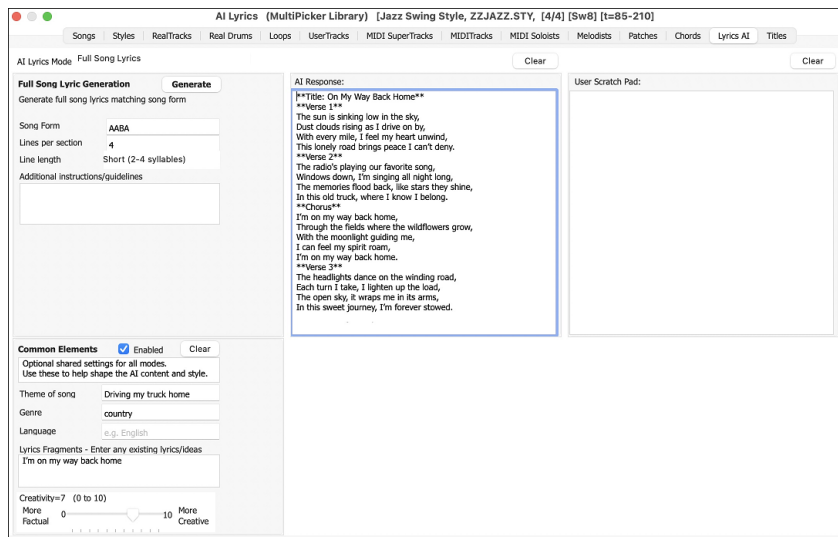 AI Lyrics (MultiPicker Library) [Jazz Swing Style, ZZJAZZ.STY, [4/4] [Sw8] [t=85-210]
Songs Styles RealTracks Real Drums Loops UserTracks MIDI SuperTracks MIDITracks MIDI Soloists Melodists Patches Chords Lyrics AI Titles
AI Lyrics Mode Full Song Lyrics Clear Clear
Full Song Lyric Generation Generate
Generate full song lyrics matching song form
Song Form AABA
Lines per section 4
Line length Short (2-4 syllables)
Additional instructions/guidelines
AI Response:
**Title: On My Way Back Home**
**Verse 1**
The sun is sinking low in the sky,
Dust clouds rising as I drive on by,
With every mile, I feel my heart unwind,
This lonely road brings peace I can't deny.
**Verse 2**
The radio's playing our favorite song,
Windows down, I'm singing all night long,
The memories flood back, like stars they shine,
In this old truck, where I know I belong.
**Chorus**
I'm on my way back home,
Through the fields where the wildflowers grow,
With the moonlight guiding me,
I can feel my spirit roam,
I'm on my way back home.
**Verse 3**
The headlights dance on the winding road,
Each turn I take, I lighten up the load,
The open sky, it wraps me in its arms,
In this sweet journey, I'm forever stowed.
User Scratch Pad:
Common Elements Enabled Clear
Optional shared settings for all modes.
Use these to help shape the AI content and style.
Theme of song Driving my truck home
Genre country
Language e.g. English
Lyrics Fragments - Enter any existing lyrics/ideas
I'm on my way back home
Creativity=7 (0 to 10)
More Factual 0 10 More Creative